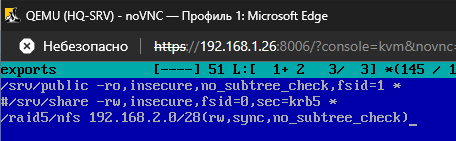 QEMU (HQ-SRV) - noVNC — Профиль 1: Microsoft Edge
Небезопасно https://192.168.1.26:8006/?console=kvm&novnc=
exports [----] 51 L:[ 1+ 2 3/ 3] *(145 / 1
/srv/public -ro,insecure,no_subtree_check,fsid=1 *
#/srv/share -rw,insecure,fsid=0,sec=krb5 *
/raid5/nfs 192.168.2.0/28(rw,sync,no_subtree_check)_